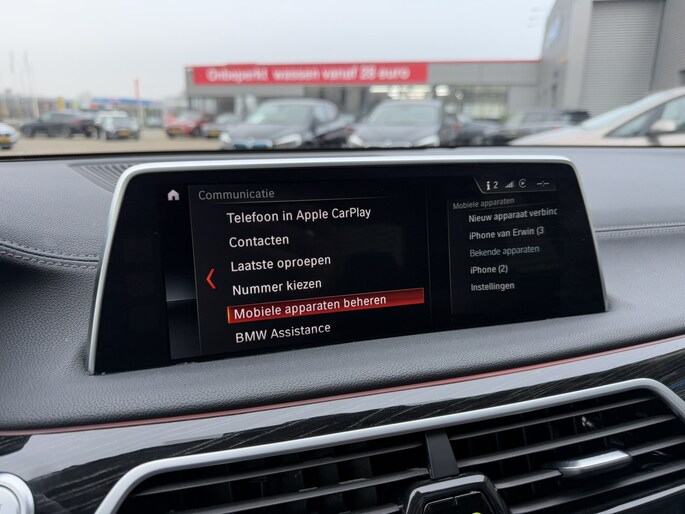 Onbeperkt wassen vanaf 28 euro
Communicatie
Telefoon in Apple CarPlay
Contacten
Laatste oproepen
Nummer kiezen
Mobiele apparaten beheren
BMW Assistance
2
Mobiele apparaten
Nieuw apparaat verbinc
iPhone van Erwin (3
Bekende apparaten
iPhone (2)
Instellingen